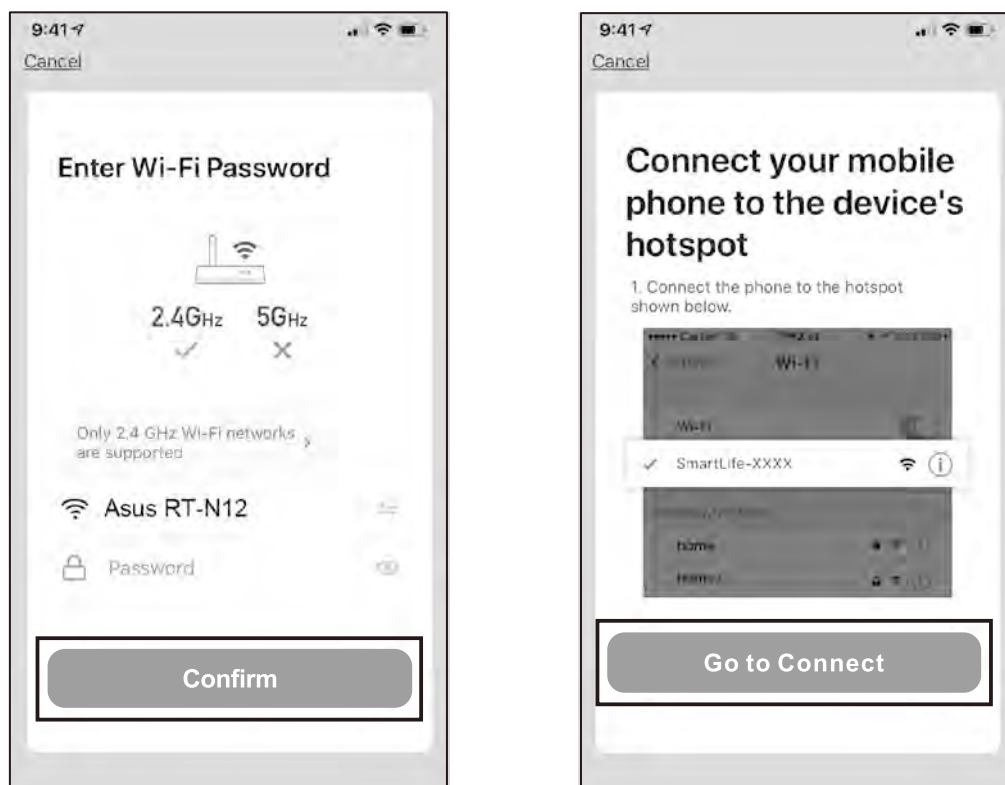 9:41
Cancel
Enter Wi-Fi Password
2.4GHz 5GHz
Only 2.4 GHz Wi-Fi networks
are supported
Asus RT-N12
Password
Confirm
9:41
Cancel
Connect your mobile
phone to the device's
hotspot
1. Connect the phone to the hotspot
shown below.
Wi-Fi
Wi-Fi
SmartLife-XXXX
home
Go to Connect